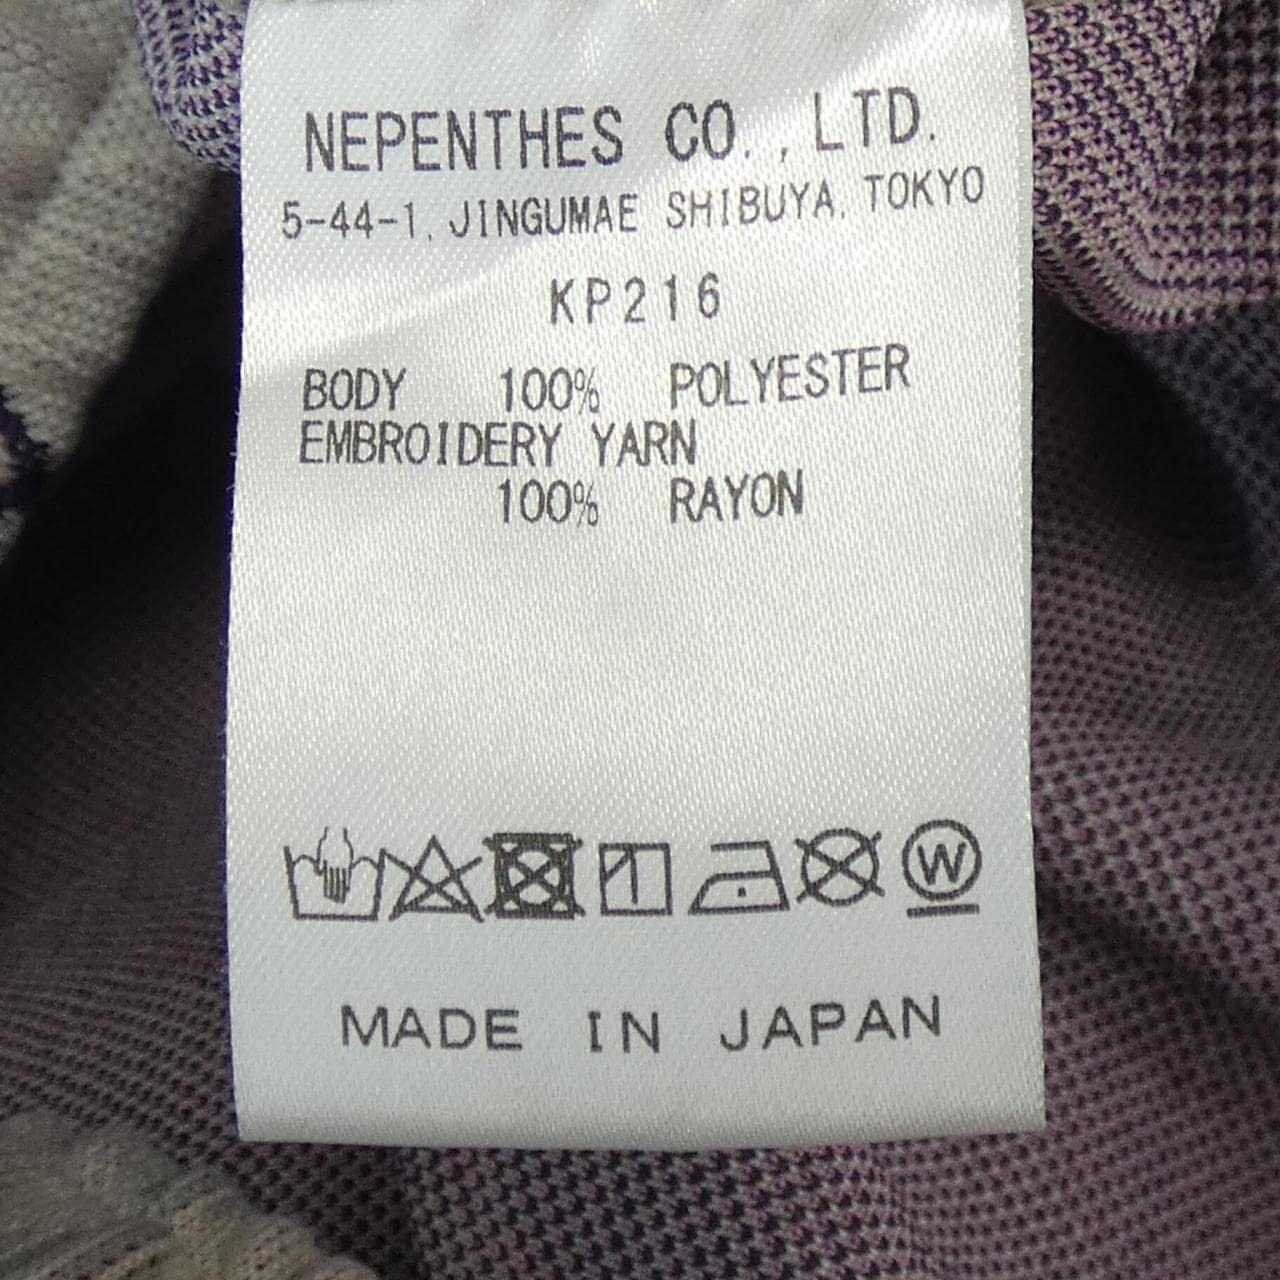 NEPENTHES CO.,LTD.
5-44-1, JINGUMAE SHIBUYA, TOKYO
KP216
BODY 100% POLYESTER
EMBROIDERY YARN
100% RAYON
W
MADE IN JAPAN